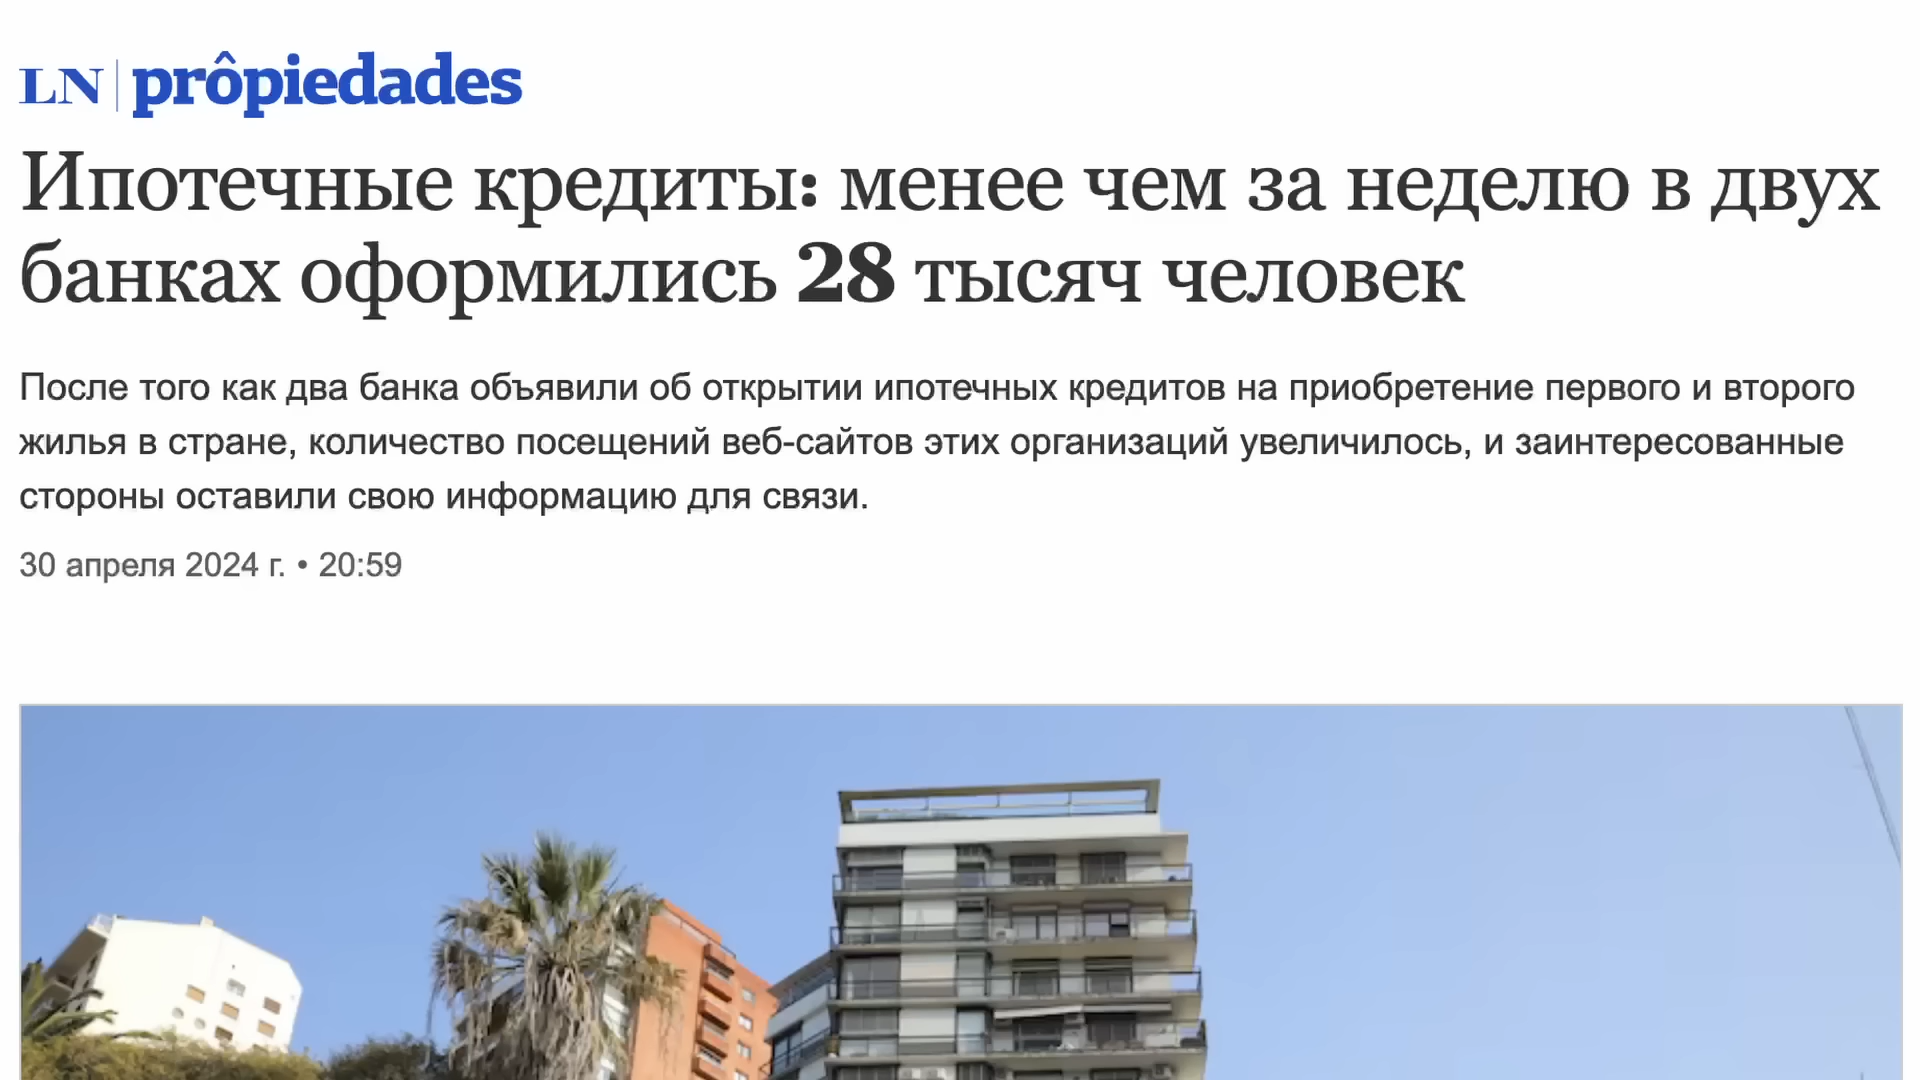 LN | prôpiedades
Ипотечные кредиты: менее чем за неделю в двух
банках оформились 28 тысяч человек
После того как два банка объявили об открытии ипотечных кредитов на приобретение первого и второго
жилья в стране, количество посещений веб-сайтов этих организаций увеличилось, и заинтересованные
стороны оставили свою информацию для связи.
30 апреля 2024 г. • 20:59